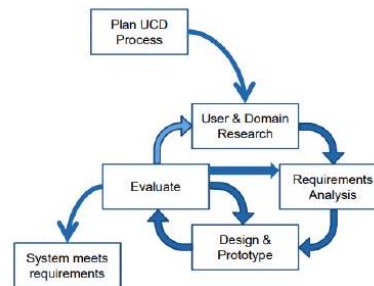 Plan UCD
Process
User & Domain
Research
Evaluate
Requirements
Analysis
Design &
Prototype
System meets
requirements